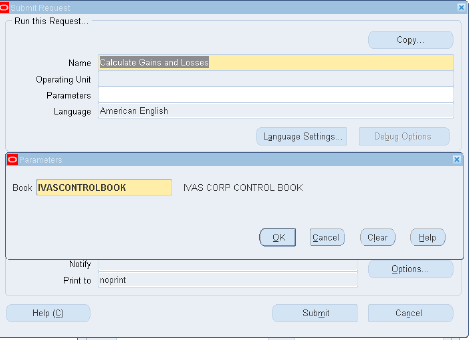 Submit Request
Run this Request...
Copy...
Name Calculate Gains and Losses
Operating Unit
Parameters
Language American English
Language Settings... Debug Options
Parameters
Book IVASCONTROLBOOK IVAS CORP CONTROL BOOK
OK Cancel Clear Help
Notify
Options...
Print to noprint
Help (C) Submit Cancel